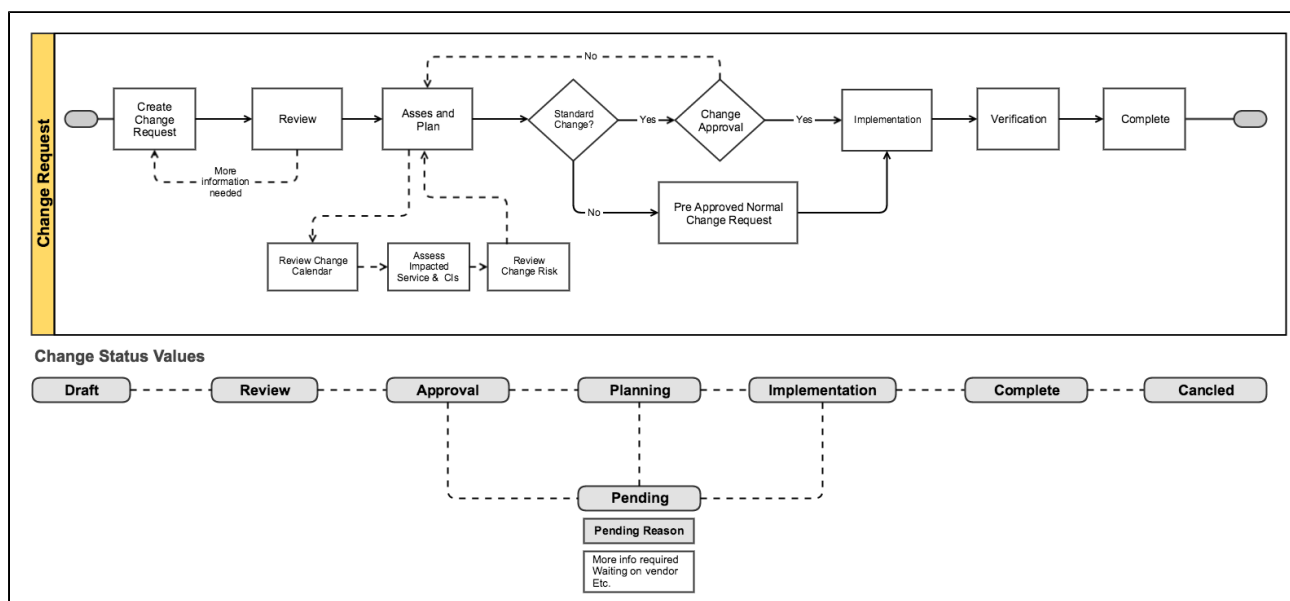 Change Request
Create
Change
Request
Review
Asses and
Plan
Standard
Change?
Yes
Change
Approval
Yes
No
Implementation
Verification
Complete
More
information
needed
No
Pre Approved Normal
Change Request
Review Change
Calendar
Assess
Impacted
Service & CIs
Review
Change Risk
Change Status Values
Draft
Review
Approval
Planning
Implementation
Complete
Cancled
Pending
Pending Reason
More info required
Waiting on vendor
Etc.